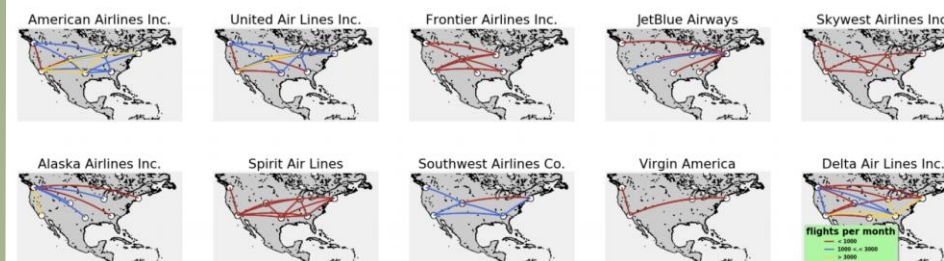 American Airlines Inc.
United Air Lines Inc.
Frontier Airlines Inc.
JetBlue Airways
Skywest Airlines Inc
Alaska Airlines Inc.
Spirit Air Lines
Southwest Airlines Co.
Virgin America
Delta Air Lines Inc.
flights per month
< 1000
1000 <.< 3000
> 3000